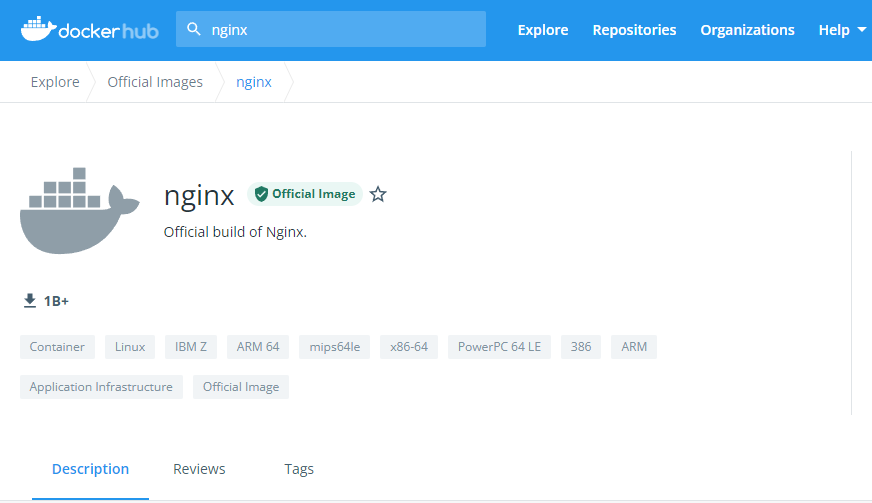 dockerhub nginx Explore Repositories Organizations Help
Explore Official Images nginx
nginx Official Image
Official build of Nginx.
1B+
Container Linux IBM Z ARM 64 mips64le x86-64 PowerPC 64 LE 386 ARM
Application Infrastructure Official Image
Description Reviews Tags